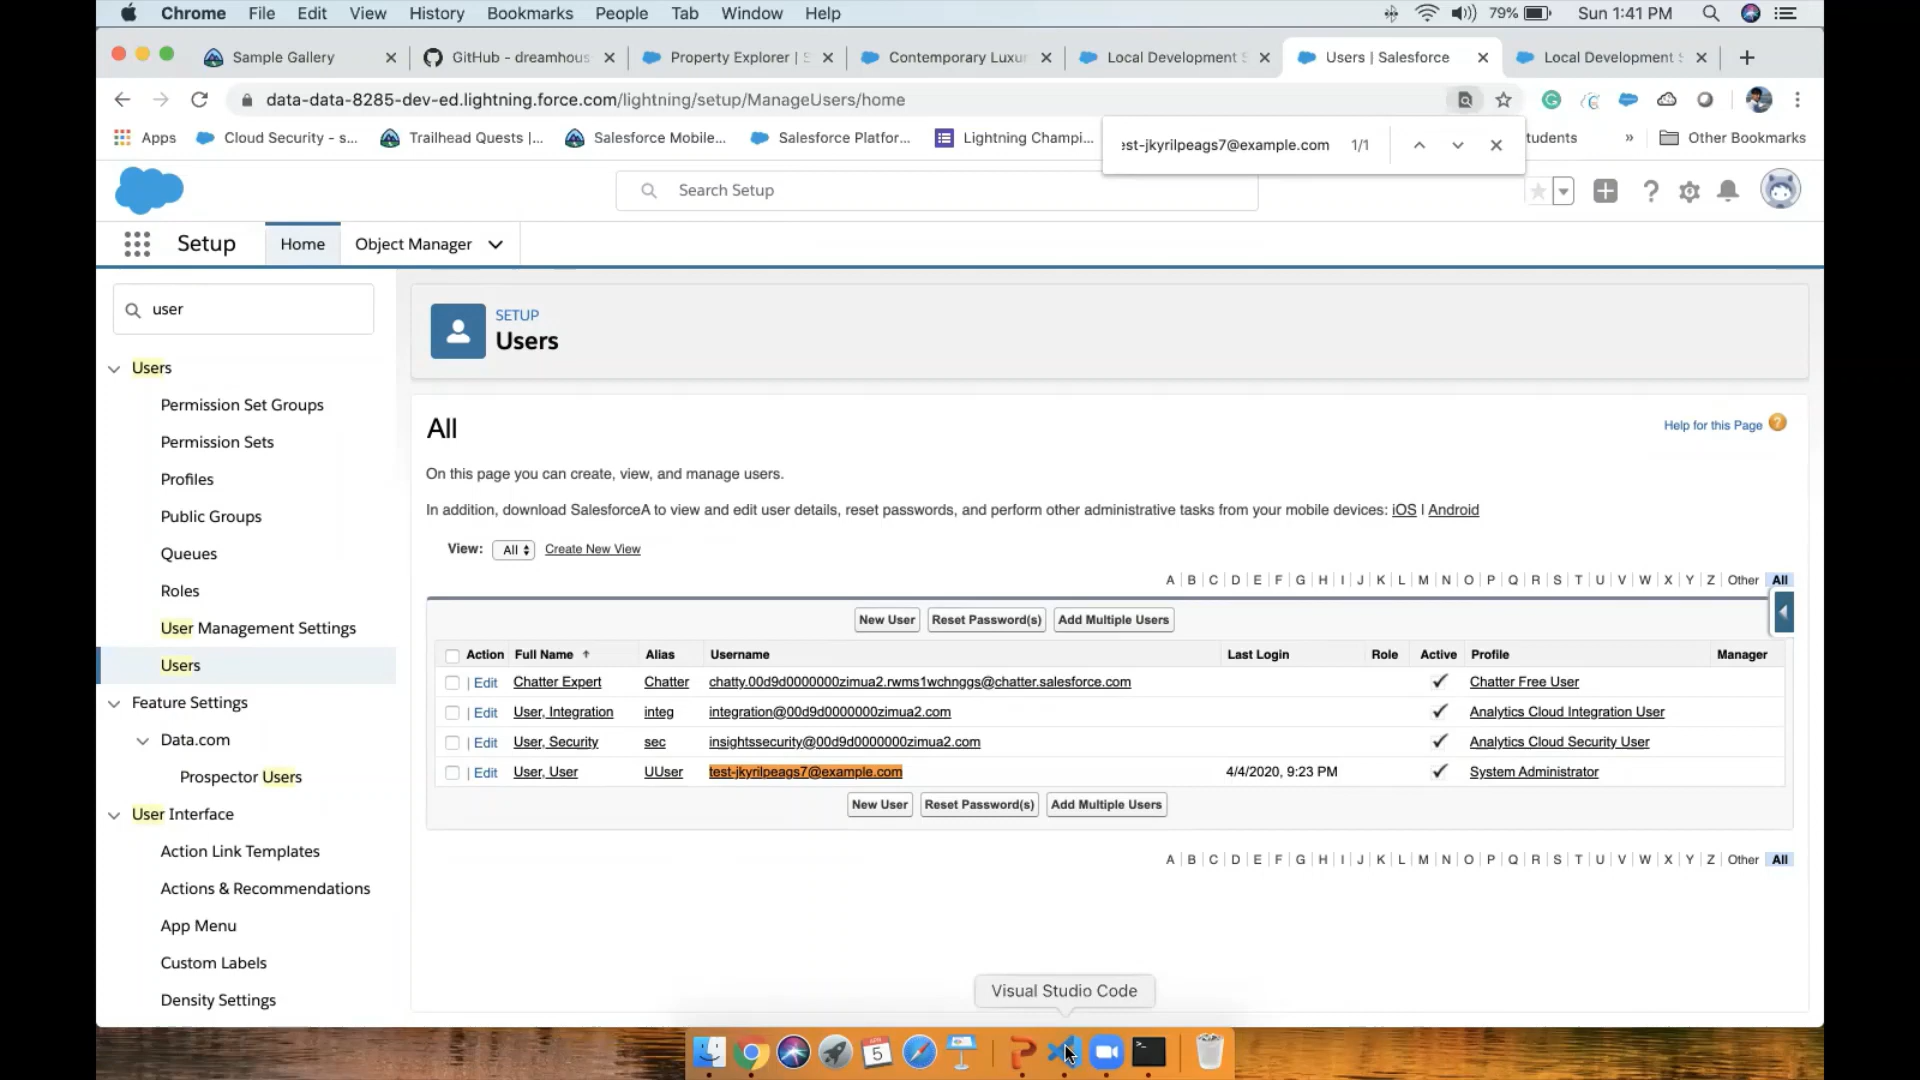 Chrome File Edit View History Bookmarks People Tab Window Help 79% Sun 1:41 PM
Sample Gallery GitHub - dreamhous Property Explorer | S Contemporary Luxur Local Development S Users | Salesforce Local Development S
data-data-8285-dev-ed.lightning.force.com/lightning/setup/ManageUsers/home
Apps Cloud Security - s... Trailhead Quests |... Salesforce Mobile... Salesforce Platfor... Lightning Champi... tudents » Other Bookmarks
est-jkyrilpeags7@example.com 1/1
Search Setup
Setup Home Object Manager
user
SETUP
Users
Users
Permission Set Groups
Permission Sets
Profiles
Public Groups
Queues
Roles
User Management Settings
Users
Feature Settings
Data.com
Prospector Users
User Interface
Action Link Templates
Actions & Recommendations
App Menu
Custom Labels
Density Settings
All
Help for this Page ?
On this page you can create, view, and manage users.
In addition, download SalesforceA to view and edit user details, reset passwords, and perform other administrative tasks from your mobile devices: iOS | Android
View: All Create New View
A | B | C | D | E | F | G | H | I | J | K | L | M | N | O | P | Q | R | S | T | U | V | W | X | Y | Z | Other All
New User Reset Password(s) Add Multiple Users
Action Full Name Alias Username Last Login Role Active Profile Manager
| Edit Chatter Expert Chatter chatty.00d9d0000000zimua2.rwms1wchnggs@chatter.salesforce.com Chatter Free User
| Edit User, Integration integ integration@00d9d0000000zimua2.com Analytics Cloud Integration User
| Edit User, Security sec insightssecurity@00d9d0000000zimua2.com Analytics Cloud Security User
| Edit User, User UUser test-jkyrilpeags7@example.com 4/4/2020, 9:23 PM System Administrator
New User Reset Password(s) Add Multiple Users
A | B | C | D | E | F | G | H | I | J | K | L | M | N | O | P | Q | R | S | T | U | V | W | X | Y | Z | Other All
Visual Studio Code
5